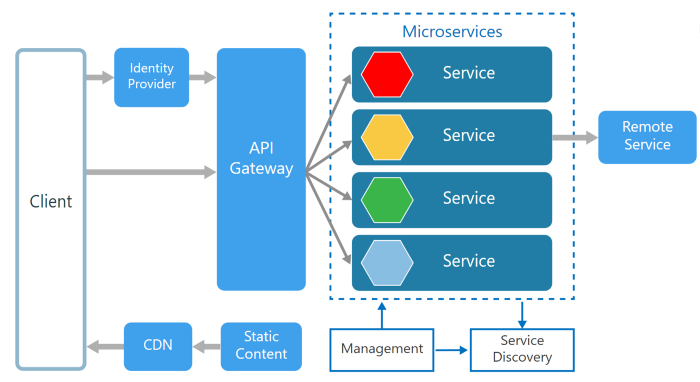 Microservices
Identity
Provider
Service
API
Gateway
Service
Remote
Service
Client
Service
Service
CDN
Static
Content
Management
Service
Discovery